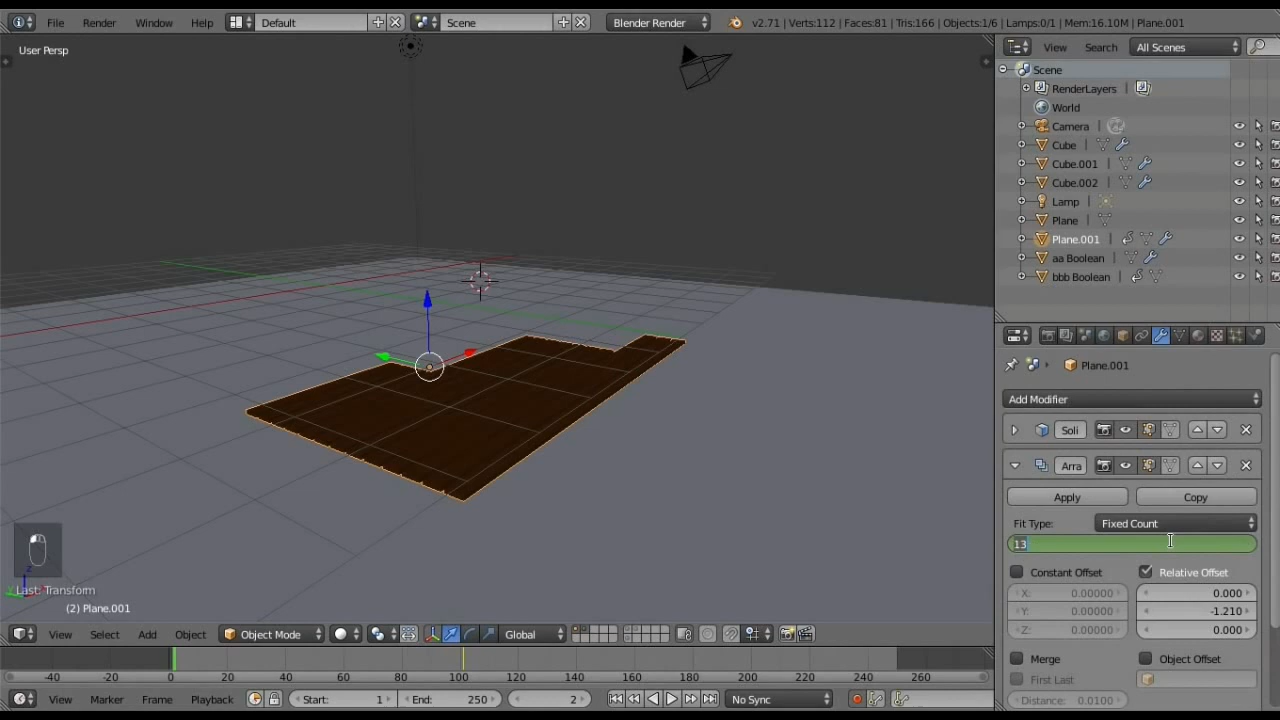 File Render Window Help Default Scene Blender Render v2.71 | Verts:112 | Faces:81 | Tris:166 | Objects:1/6 | Lamps:0/1 | Mem:16.10M | Plane.001
User Persp
View Search All Scenes
Scene
RenderLayers
World
Camera
Cube
Cube.001
Cube.002
Lamp
Plane
Plane.001
aa Boolean
bbb Boolean
Plane.001
Add Modifier
Soli
Arra
Apply Copy
Fit Type: Fixed Count
13
Constant Offset Relative Offset
X: 0.00000 0.000
Y: 0.00000 -1.210
Z: 0.00000 0.000
Merge Object Offset
First Last
Distance: 0.0100
Last: Transform
(2) Plane.001
View Select Add Object Object Mode Global
-40 -20 0 20 40 60 80 100 120 140 160 180 200 220 240 260
View Marker Frame Playback Start: 1 End: 250 2 No Sync